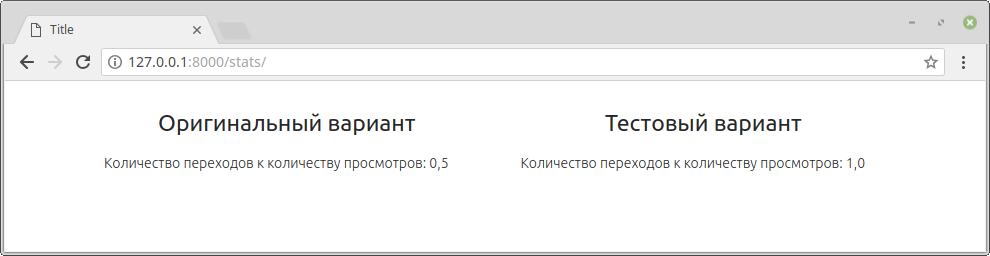 Title
127.0.0.1:8000/stats/
Оригинальный вариант
Количество переходов к количеству просмотров: 0,5
Тестовый вариант
Количество переходов к количеству просмотров: 1,0